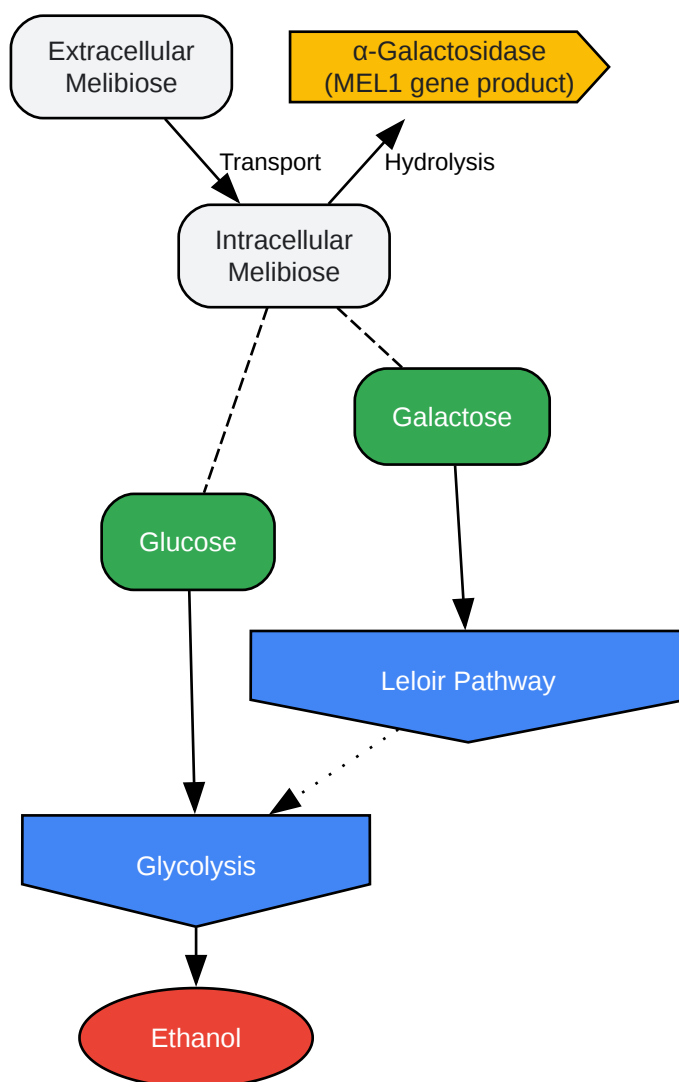 Extracellular
Melibiose
α-Galactosidase
(MEL1 gene product)
Transport
Hydrolysis
Intracellular
Melibiose
Galactose
Glucose
Leloir Pathway
Glycolysis
Ethanol